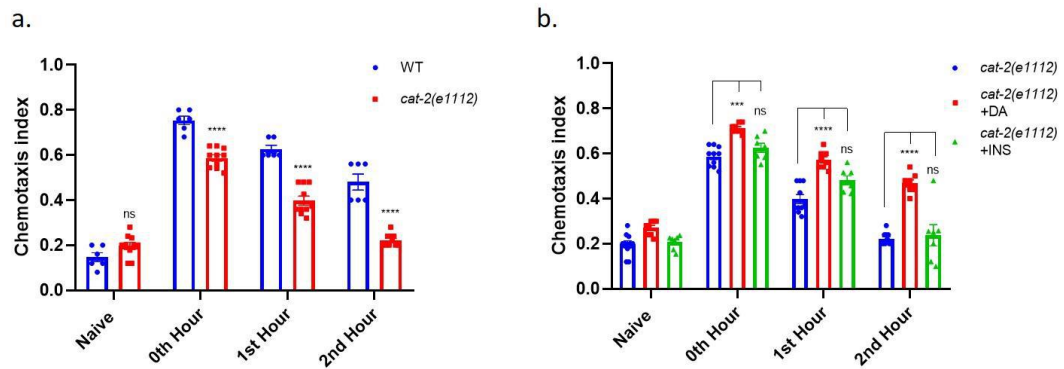 a.
Chemotaxis index
1.0
0.8
0.6
0.4
0.2
0.0
ns
****
****
****
WT
cat-2(e1112)
Naive
0th Hour
1st Hour
2nd Hour
b.
Chemotaxis index
1.0
0.8
0.6
0.4
0.2
0.0
***
ns
****
ns
****
ns
cat-2(e1112)
cat-2(e1112)
+DA
cat-2(e1112)
+INS
Naive
0th Hour
1st Hour
2nd Hour